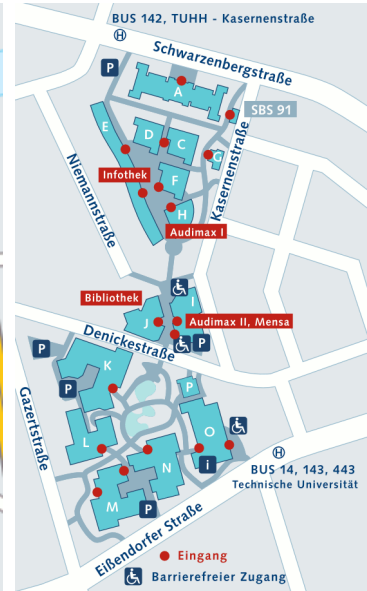 BUS 142, TUHH - Kasernenstraße
H
Schwarzenbergstraße
P
A
SBS 91
E
D
C
G
Kasernenstraße
Niemannstraße
Infothek
F
H
Audimax I
Bibliothek
I
J
Audimax II, Mensa
Denickestraße
P
P
K
P
P
Gazertstraße
L
O
H
N
i
BUS 14, 143, 443
Technische Universität
M
P
Eißendorfer Straße
Eingang
Barrierefreier Zugang